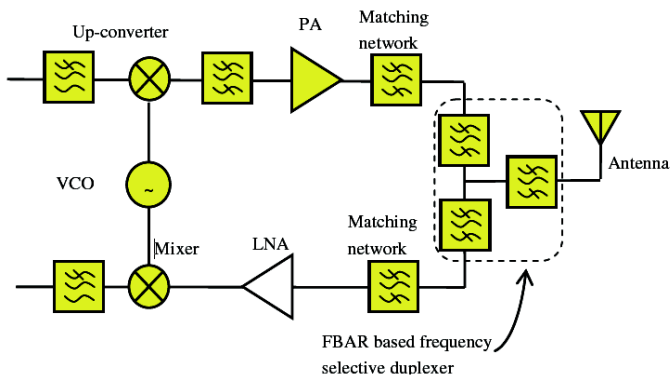 Up-converter
PA
Matching
network
VCO
~
Antenna
Mixer
LNA
Matching
network
FBAR based frequency
selective duplexer